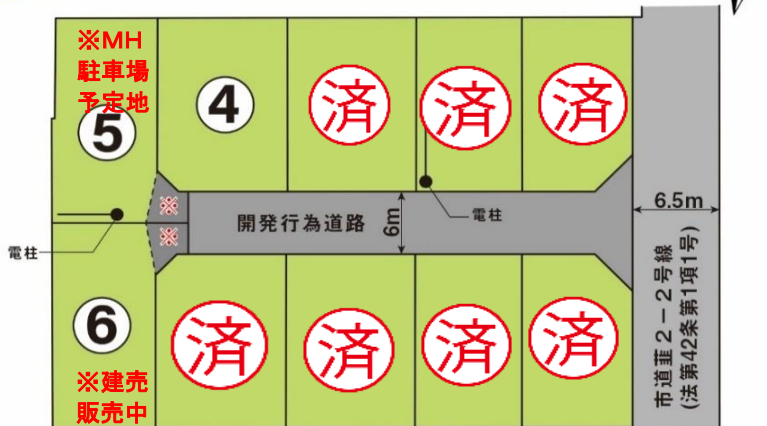 ※MH
駐車場
予定地
5
4
済
済
済
※
※
開発行為道路
6m
電柱
6.5m
電柱
6
※建売
販売中
済
済
済
済
市道韮2-2号線
(法第42条第1項1号)